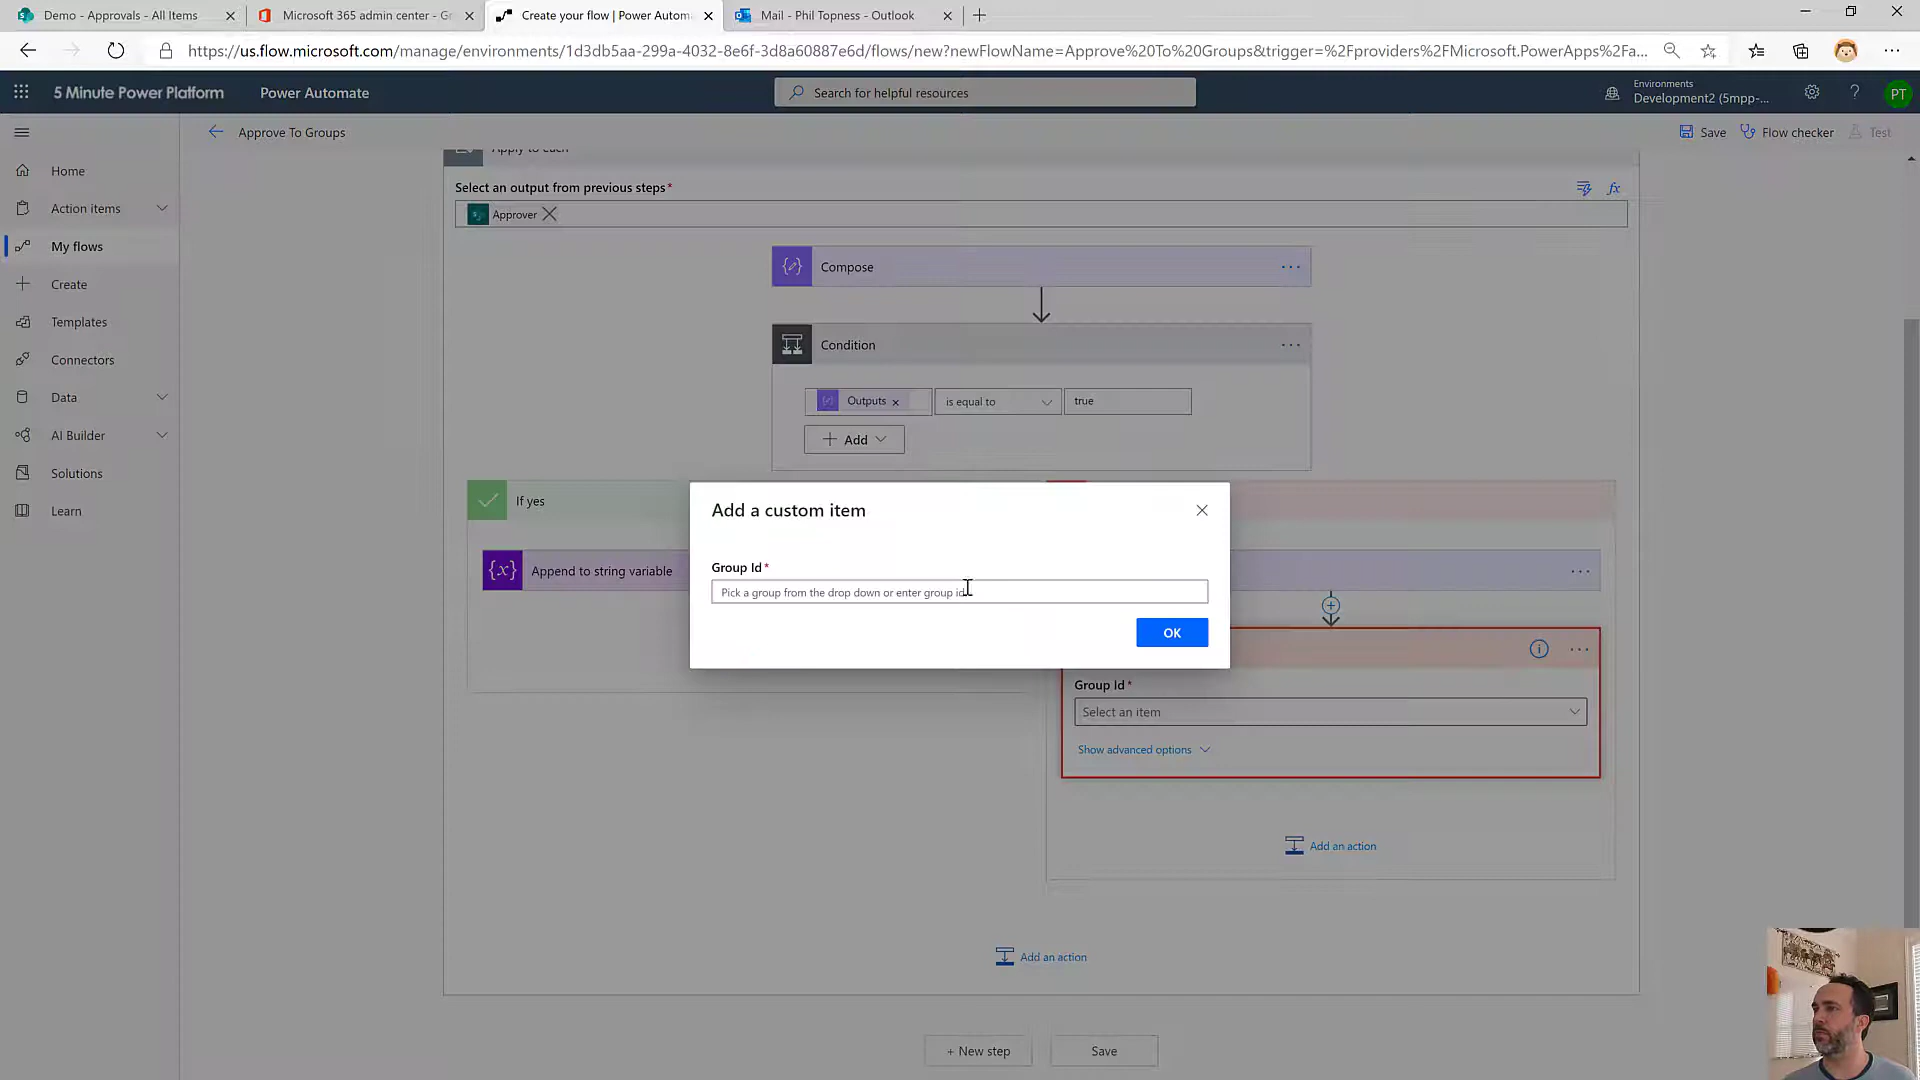 Demo - Approvals - All Items
Microsoft 365 admin center - Gr
Create your flow | Power Autom
Mail - Phil Topness - Outlook
https://us.flow.microsoft.com/manage/environments/1d3db5aa-299a-4032-8e6f-3d8a60887e6d/flows/new?newFlowName=Approve%20To%20Groups&trigger=%2Fproviders%2FMicrosoft.PowerApps%2Fa...
5 Minute Power Platform
Power Automate
Search for helpful resources
Environments
Development2 (5mpp-...
PT
Approve To Groups
Save
Flow checker
Test
Home
Action items
My flows
Create
Templates
Connectors
Data
AI Builder
Solutions
Learn
Apply to each
Select an output from previous steps*
Approver
Compose
Condition
Outputs
is equal to
true
Add
If yes
Append to string variable
Add a custom item
Group Id*
Pick a group from the drop down or enter group id
OK
Group Id*
Select an item
Show advanced options
Add an action
Add an action
+ New step
Save